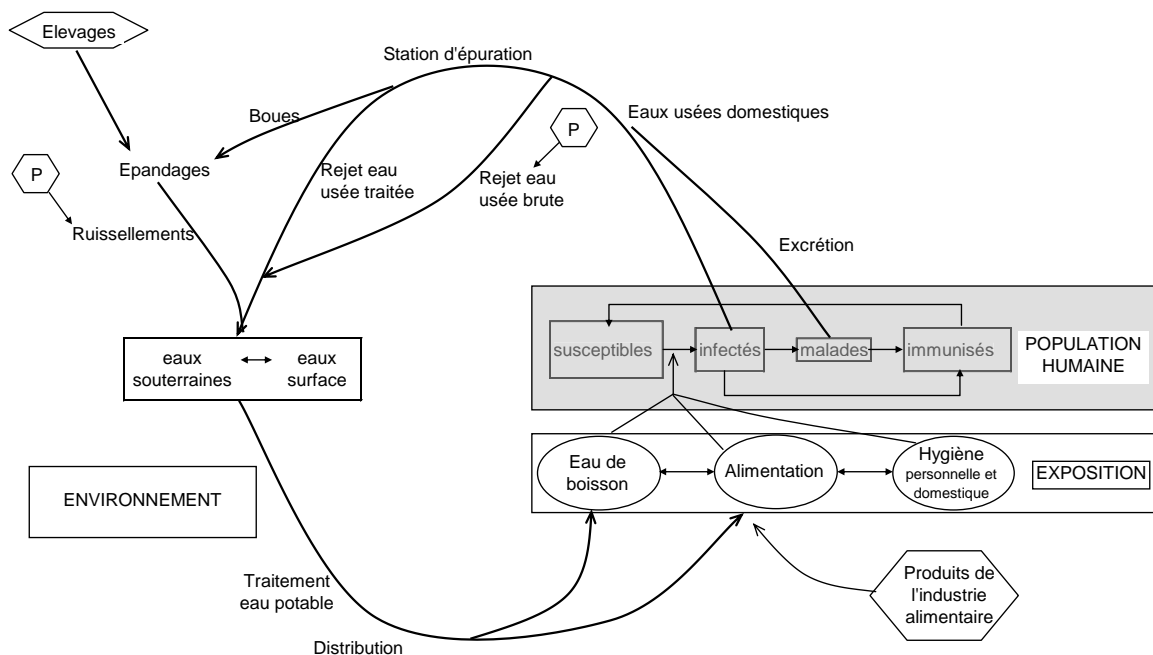 Elevages
Station d'épuration
Eaux usées domestiques
Boues
P
Epandages
P
Rejet eau
usée traitée
Rejet eau
usée brute
Ruissellements
Excrétion
eaux
souterraines
eaux
surface
susceptibles
infectés
malades
immunisés
POPULATION
HUMAINE
Eau de
boisson
Alimentation
Hygiène
personnelle et
domestique
EXPOSITION
ENVIRONNEMENT
Traitement
eau potable
Distribution
Produits de
l'industrie
alimentaire